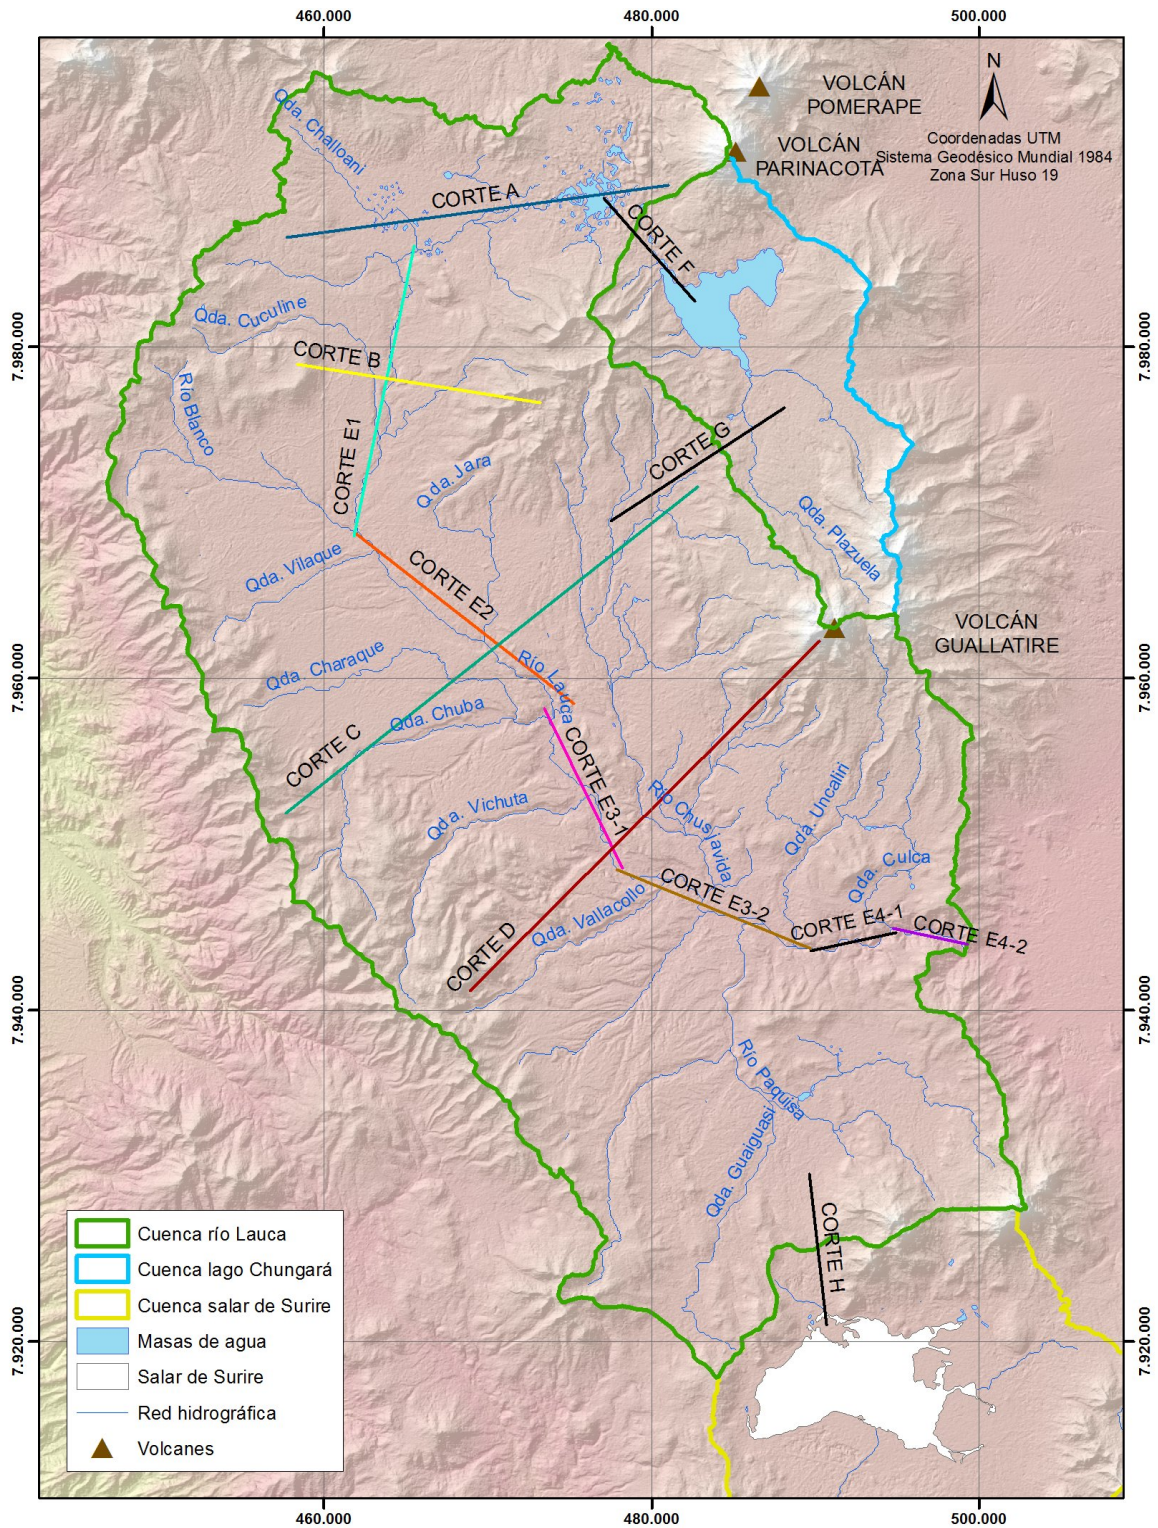 460.000
480.000
500.000
N
VOLCÁN
POMERAPE
Coordenadas UTM
Sistema Geodésico Mundial 1984
Zona Sur Huso 19
VOLCÁN
PARINACOTA
Qda. Challoani
CORTE A
CORTE F
Qda. Cuculine
7.980.000
7.980.000
CORTE B
Río Blanco
CORTE E1
CORTE G
Qda. Jara
Qda. Plazuela
Qda. Vilaque
CORTE E2
VOLCÁN
GUALLATIRE
Qda. Charaque
Río Lauca
7.960.000
7.960.000
Qda. Chuba
CORTE C
CORTE E3-1
Qda. Vichuta
Río Chusjavida
Qda. Uncaliri
Qda. Culca
CORTE E3-2
Qda. Vallacollo
CORTE E4-1
CORTE E4-2
CORTE D
7.940.000
7.940.000
Río Paquisa
Qda. Guaiguasi
CORTE H
Cuenca río Lauca
Cuenca lago Chungará
Cuenca salar de Surire
Masas de agua
Salar de Surire
Red hidrográfica
Volcanes
7.920.000
7.920.000
460.000
480.000
500.000